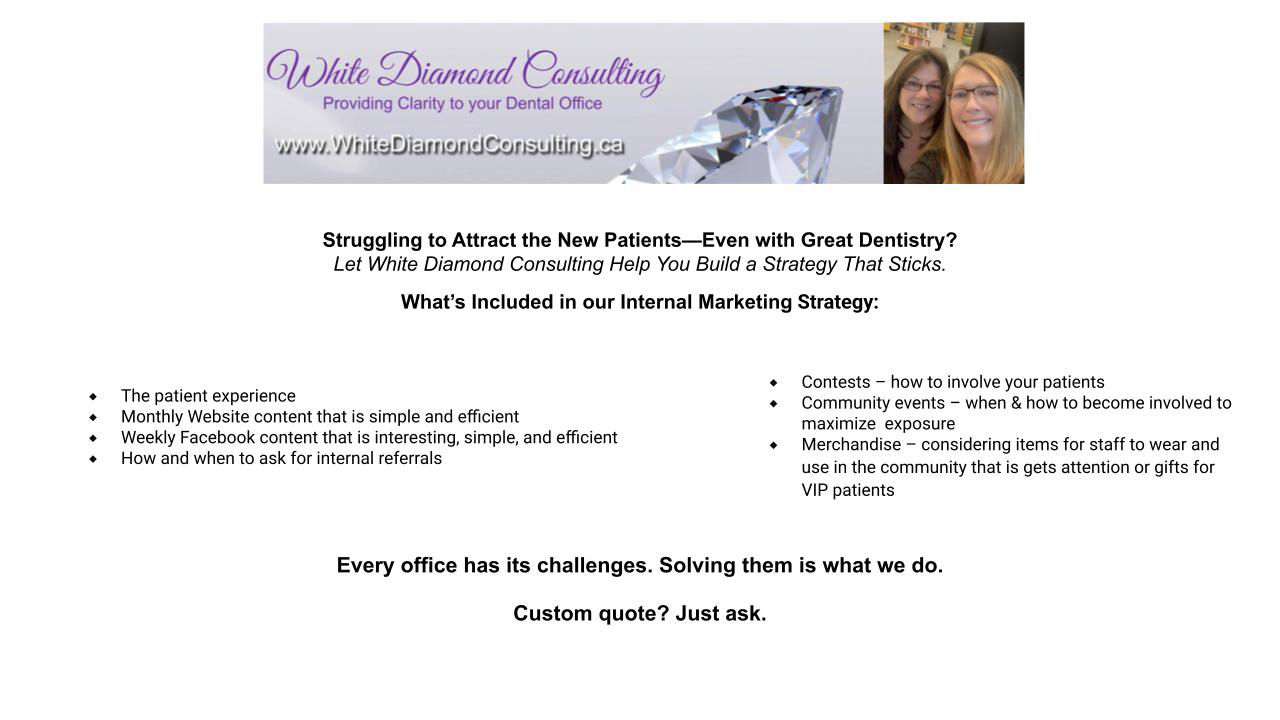 White Diamond Consulting
Providing Clarity to your Dental Office
www.WhiteDiamondConsulting.ca
Struggling to Attract the New Patients—Even with Great Dentistry?
Let White Diamond Consulting Help You Build a Strategy That Sticks.
What’s Included in our Internal Marketing Strategy:
◆ The patient experience
◆ Monthly Website content that is simple and efficient
◆ Weekly Facebook content that is interesting, simple, and efficient
◆ How and when to ask for internal referrals
◆ Contests – how to involve your patients
◆ Community events – when & how to become involved to
maximize  exposure
◆ Merchandise – considering items for staff to wear and
use in the community that is gets attention or gifts for
VIP patients
Every office has its challenges. Solving them is what we do.
Custom quote? Just ask.